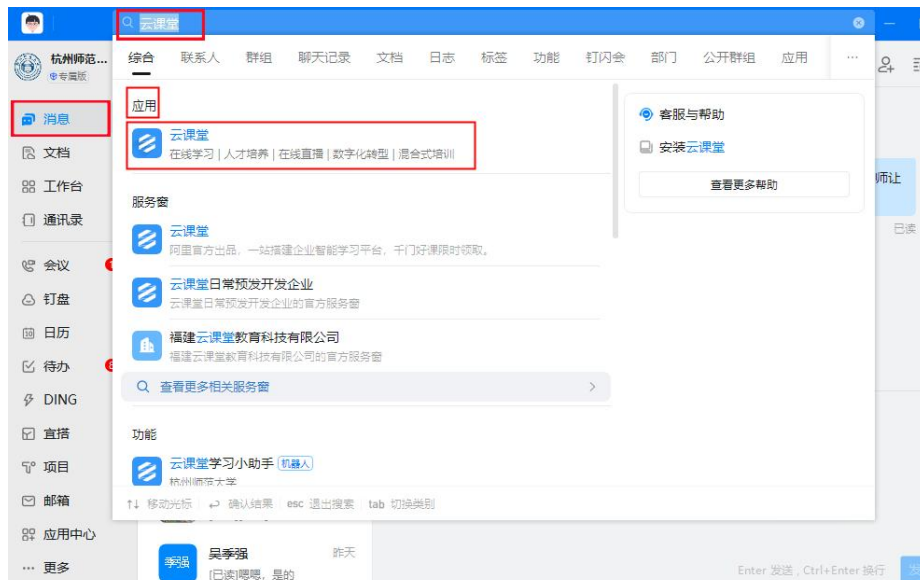 云课堂
杭州师范...
专属版
综合 联系人 群组 聊天记录 文档 日志 标签 功能 钉闪会 部门 公开群组 应用 ...
消息
文档
工作台
通讯录
会议
钉盘
日历
待办
DING
宜搭
项目
邮箱
应用中心
... 更多
应用
云课堂
在线学习 | 人才培养 | 在线直播 | 数字化转型 | 混合式培训
服务窗
云课堂
阿里官方出品，一站搭建企业智能学习平台，千门好课限时领取。
云课堂日常预发开发企业
云课堂日常预发开发企业的官方服务窗
福建云课堂教育科技有限公司
福建云课堂教育科技有限公司的官方服务窗
查看更多相关服务窗
功能
云课堂学习小助手 机器人
杭州师范大学
↑↓ 移动光标 ↵ 确认结果 esc 退出搜索 tab 切换类别
客服与帮助
安装云课堂
查看更多帮助
师让
已读
季强
吴季强
昨天
[已读]嗯嗯，是的
Enter 发送，Ctrl+Enter 换行